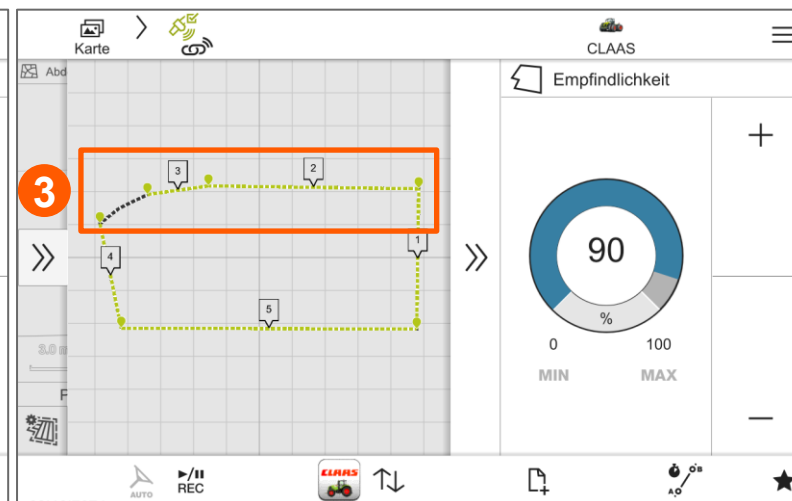 Karte
CLAAS
Abd
Empfindlichkeit
3
3
2
1
4
5
90
%
0
100
MIN
MAX
3.0 m
F
AUTO
REC
CLAAS
A
B